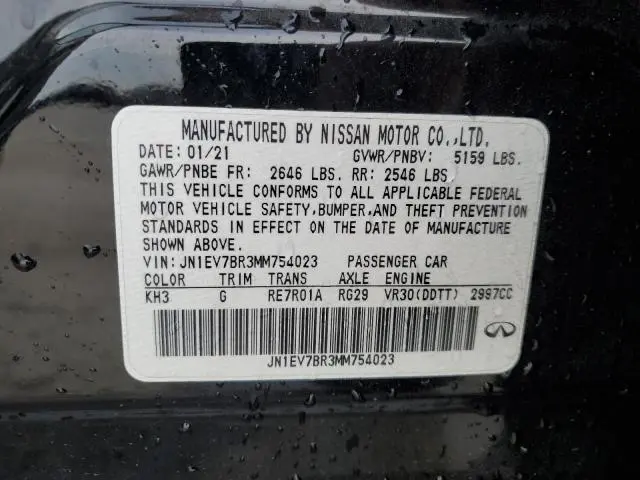 MANUFACTURED BY NISSAN MOTOR CO.,LTD.
DATE: 01/21 GVWR/PNBV: 5159 LBS.
GAWR/PNBE FR: 2646 LBS. RR: 2546 LBS.
THIS VEHICLE CONFORMS TO ALL APPLICABLE FEDERAL
MOTOR VEHICLE SAFETY,BUMPER,AND THEFT PREVENTION
STANDARDS IN EFFECT ON THE DATE OF MANUFACTURE
SHOWN ABOVE.
VIN: JN1EV7BR3MM754023 PASSENGER CAR
COLOR TRIM TRANS AXLE ENGINE
KH3 G RE7R01A RG29 VR30(DDTT) 2997CC
JN1EV7BR3MM754023